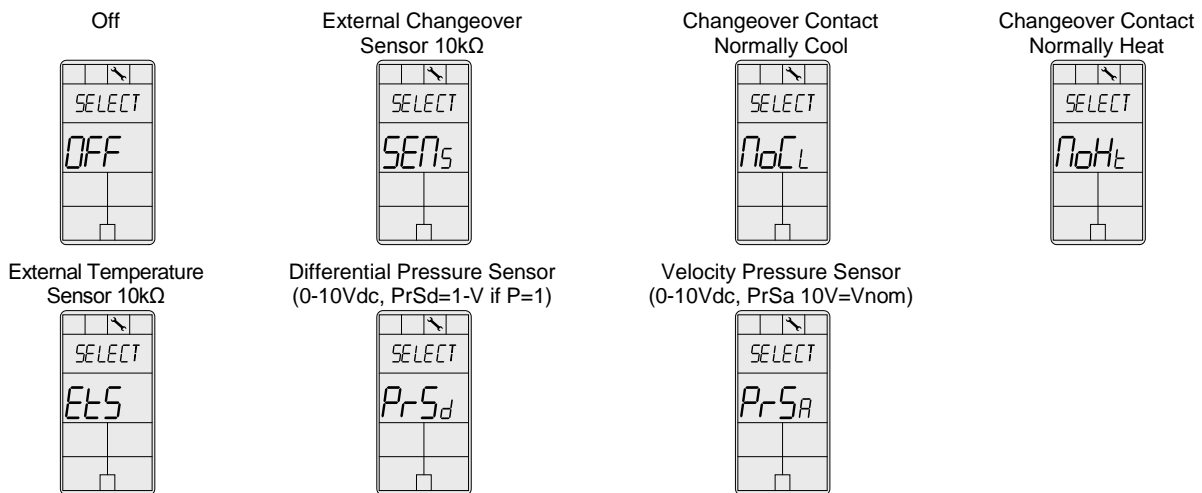 Off
External Changeover
Sensor 10kΩ
Changeover Contact
Normally Cool
Changeover Contact
Normally Heat
SELECT
OFF
SELECT
SENs
SELECT
NoCL
SELECT
NoHt
External Temperature
Sensor 10kΩ
Differential Pressure Sensor
(0-10Vdc, PrSd=1-V if P=1)
Velocity Pressure Sensor
(0-10Vdc, PrSa 10V=Vnom)
SELECT
EtS
SELECT
PrSd
SELECT
PrSA